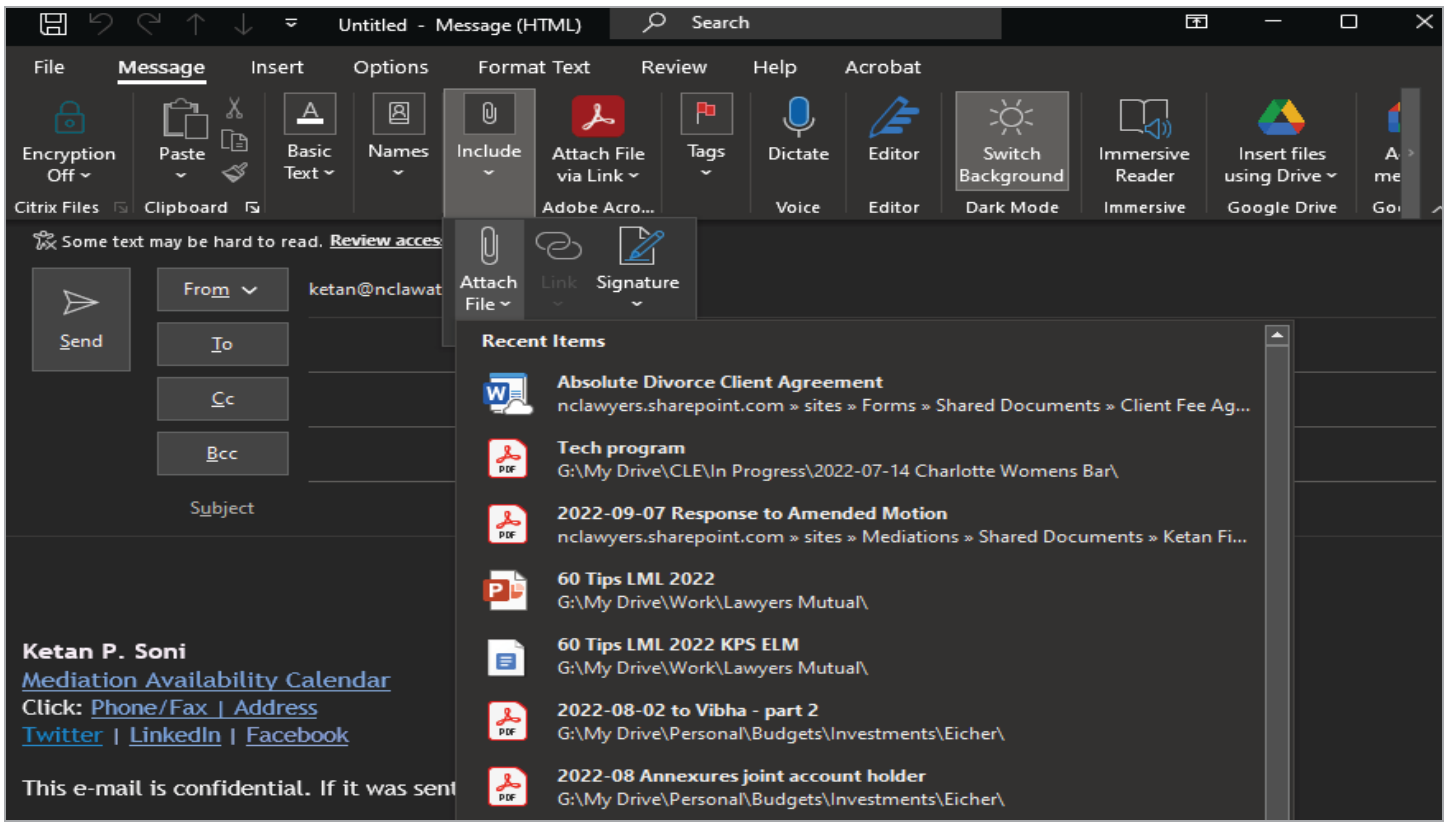 Untitled - Message (HTML)
Search
File Message Insert Options Format Text Review Help Acrobat
Encryption Off
Paste
Basic Text
Names
Include
Attach File via Link
Tags
Dictate
Editor
Switch Background
Immersive Reader
Insert files using Drive
Citrix Files
Clipboard
Adobe Acro...
Voice
Editor
Dark Mode
Immersive
Google Drive
Some text may be hard to read. Review acces
Attach File
Link
Signature
Send
From
ketan@nclawat
To
Cc
Bcc
Subject
Recent Items
Absolute Divorce Client Agreement
nclawyers.sharepoint.com » sites » Forms » Shared Documents » Client Fee Ag...
PDF
Tech program
G:\My Drive\CLE\In Progress\2022-07-14 Charlotte Womens Bar\
PDF
2022-09-07 Response to Amended Motion
nclawyers.sharepoint.com » sites » Mediations » Shared Documents » Ketan Fi...
60 Tips LML 2022
G:\My Drive\Work\Lawyers Mutual\
60 Tips LML 2022 KPS ELM
G:\My Drive\Work\Lawyers Mutual\
PDF
2022-08-02 to Vibha - part 2
G:\My Drive\Personal\Budgets\Investments\Eicher\
PDF
2022-08 Annexures joint account holder
G:\My Drive\Personal\Budgets\Investments\Eicher\
Ketan P. Soni
Mediation Availability Calendar
Click: Phone/Fax | Address
Twitter | LinkedIn | Facebook
This e-mail is confidential. If it was sent